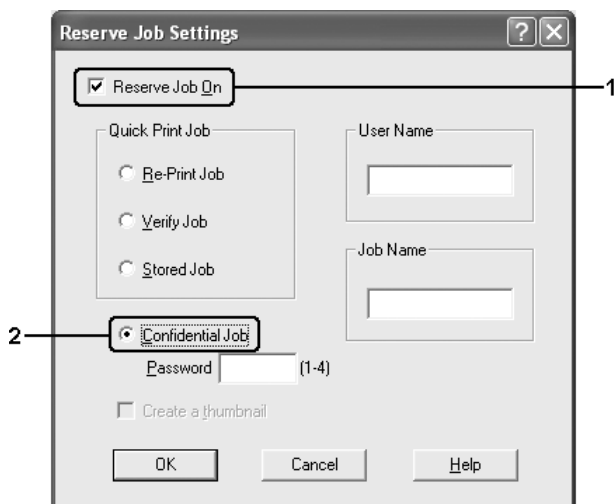 Reserve Job Settings
Reserve Job On
1
Quick Print Job
Re-Print Job
Verify Job
Stored Job
User Name
Job Name
2
Confidential Job
Password (1-4)
Create a thumbnail
OK Cancel Help